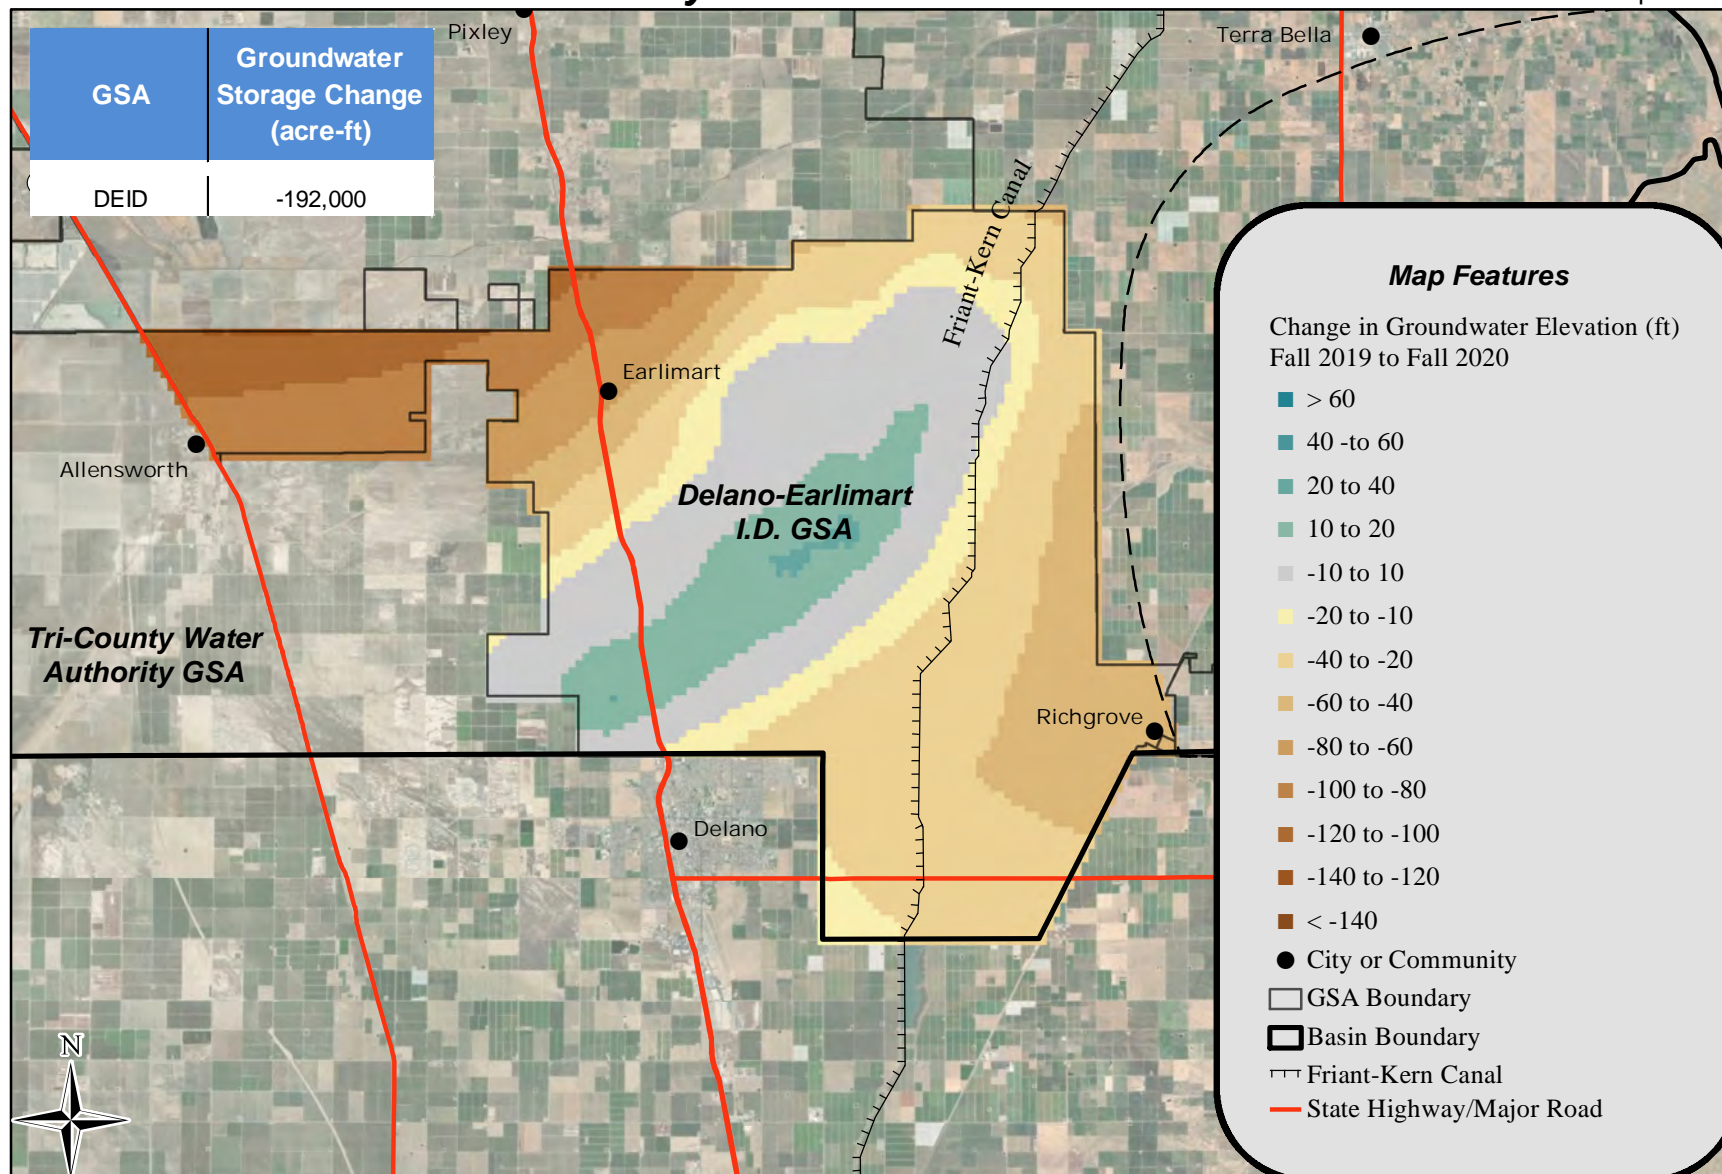 Pixley
Terra Bella
GSA
Groundwater
Storage Change
(acre-ft)
DEID
-192,000
Friant-Kern Canal
Earlimart
Allensworth
Delano-Earlimart
I.D. GSA
Tri-County Water
Authority GSA
Richgrove
Delano
N
Map Features
Change in Groundwater Elevation (ft)
Fall 2019 to Fall 2020
> 60
40 -to 60
20 to 40
10 to 20
-10 to 10
-20 to -10
-40 to -20
-60 to -40
-80 to -60
-100 to -80
-120 to -100
-140 to -120
< -140
City or Community
GSA Boundary
Basin Boundary
Friant-Kern Canal
State Highway/Major Road